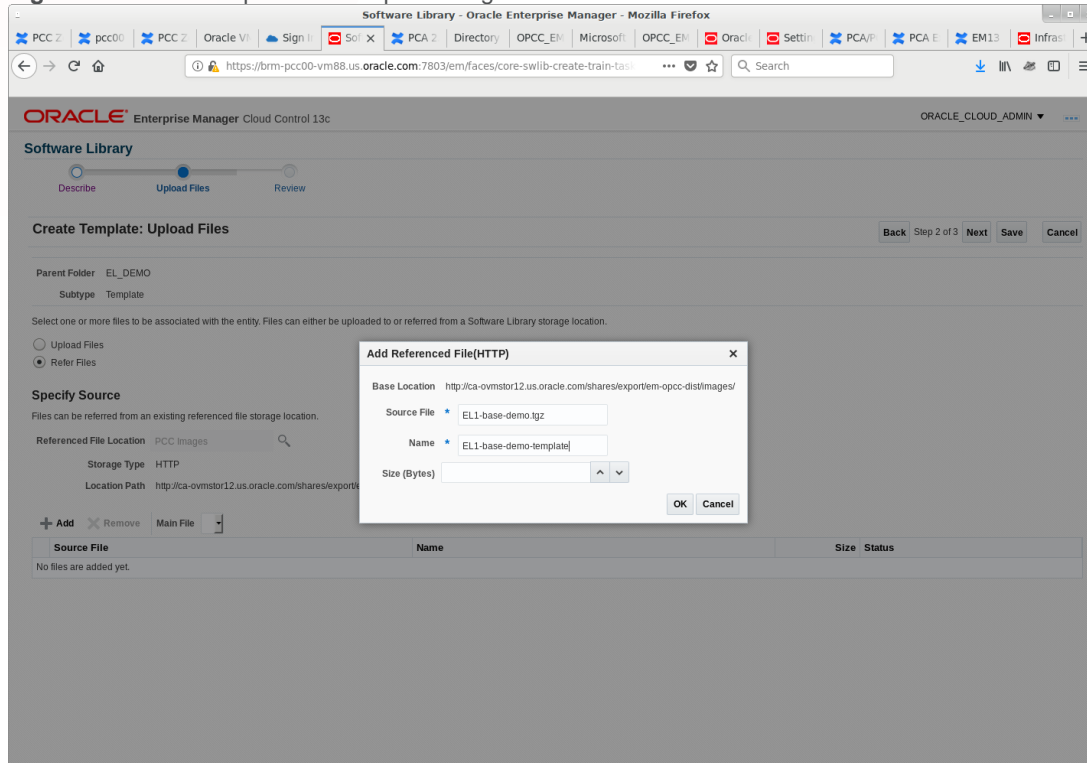 Software Library - Oracle Enterprise Manager - Mozilla Firefox
PCC Z pcc00 PCC Z Oracle VM Sign In Sof × PCA 2 Directory OPCC_EM Microsoft OPCC_EM Oracle Settin PCA/P PCA E EM13 Infras +
https://brm-pcc00-vm88.us.oracle.com:7803/em/faces/core-swlib-create-train-task ••• Search
ORACLE Enterprise Manager Cloud Control 13c ORACLE_CLOUD_ADMIN ▼
Software Library
Describe Upload Files Review
Create Template: Upload Files Back Step 2 of 3 Next Save Cancel
Parent Folder EL_DEMO
Subtype Template
Select one or more files to be associated with the entity. Files can either be uploaded to or referred from a Software Library storage location.
Upload Files
Refer Files
Specify Source
Files can be referred from an existing referenced file storage location.
Referenced File Location PCC Images
Storage Type HTTP
Location Path http://ca-ovmstor12.us.oracle.com/shares/export/e
Add Referenced File(HTTP) ×
Base Location http://ca-ovmstor12.us.oracle.com/shares/export/em-opcc-dist/images/
Source File * EL1-base-demo.tgz
Name * EL1-base-demo-template
Size (Bytes)
OK Cancel
Add Remove Main File
Source File Name Size Status
No files are added yet.